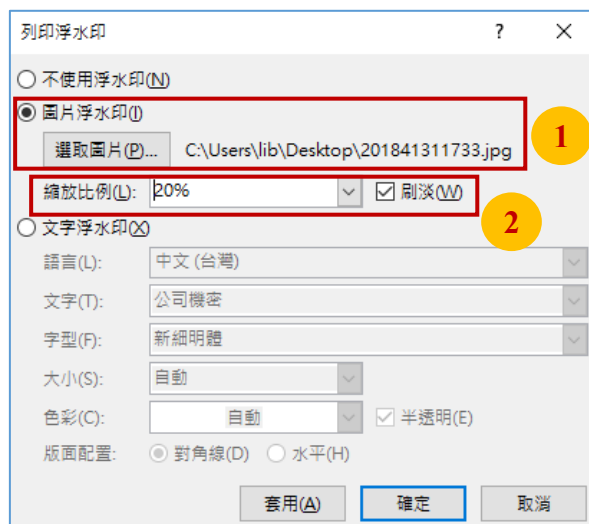 列印浮水印 ? ×
不使用浮水印(N)
圖片浮水印(I)
選取圖片(P)... C:\Users\lib\Desktop\201841311733.jpg
1
縮放比例(L): 20% 刷淡(W)
2
文字浮水印(X)
語言(L): 中文 (台灣)
文字(T): 公司機密
字型(F): 新細明體
大小(S): 自動
色彩(C): 自動 半透明(E)
版面配置: 對角線(D) 水平(H)
套用(A) 確定 取消